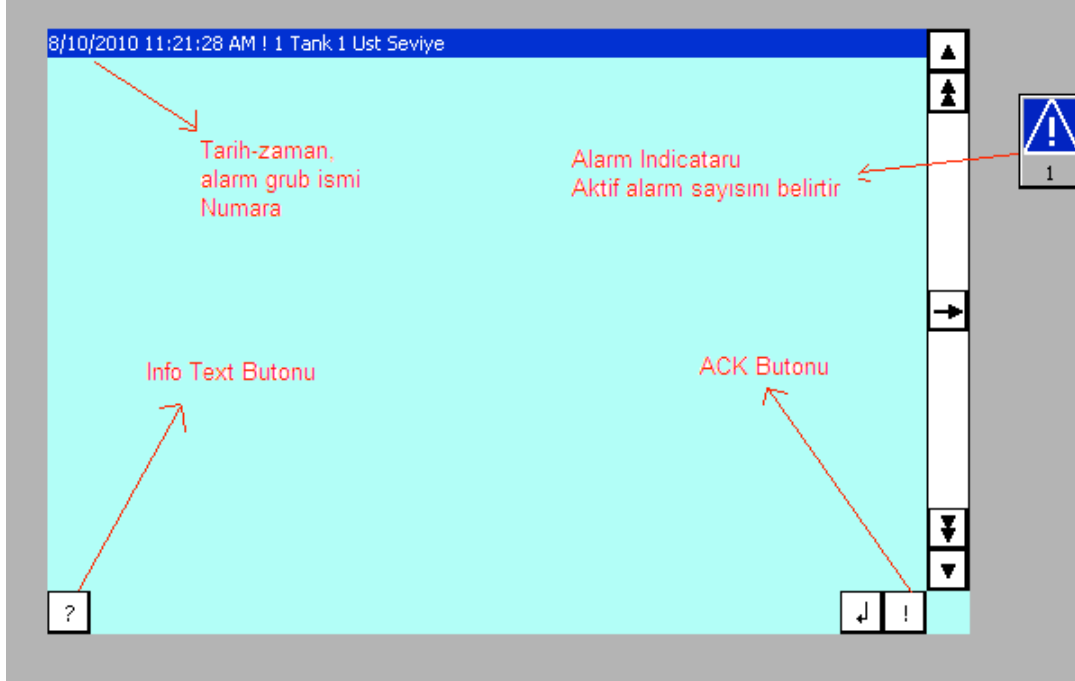 8/10/2010 11:21:28 AM ! 1 Tank 1 Ust Seviye
Tarih-zaman,
alarm grub ismi
Numara
Alarm Indicataru
Aktif alarm sayısını belirtir
!
1
Info Text Butonu
ACK Butonu
?
!